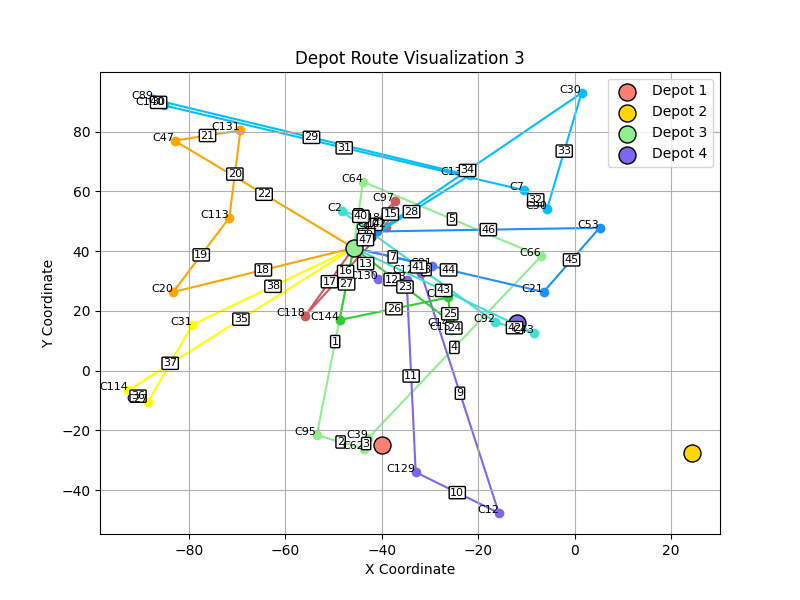 Depot Route Visualization 3
Depot 1
Depot 2
Depot 3
Depot 4
Y Coordinate
X Coordinate
80
60
40
20
0
−20
−40
−80
−60
−40
−20
0
20
C89
C30
C131
C47
C64
C97
C2
C7
C113
C53
C66
C20
C21
C31
C118
C144
C92
C114
C95
C39
C62
C129
C12
21
29
31
20
22
34
33
32
40
15
28
5
46
47
19
7
13
16
17
27
18
38
12
23
41
44
45
43
26
25
24
42
35
1
4
37
11
9
2
3
10